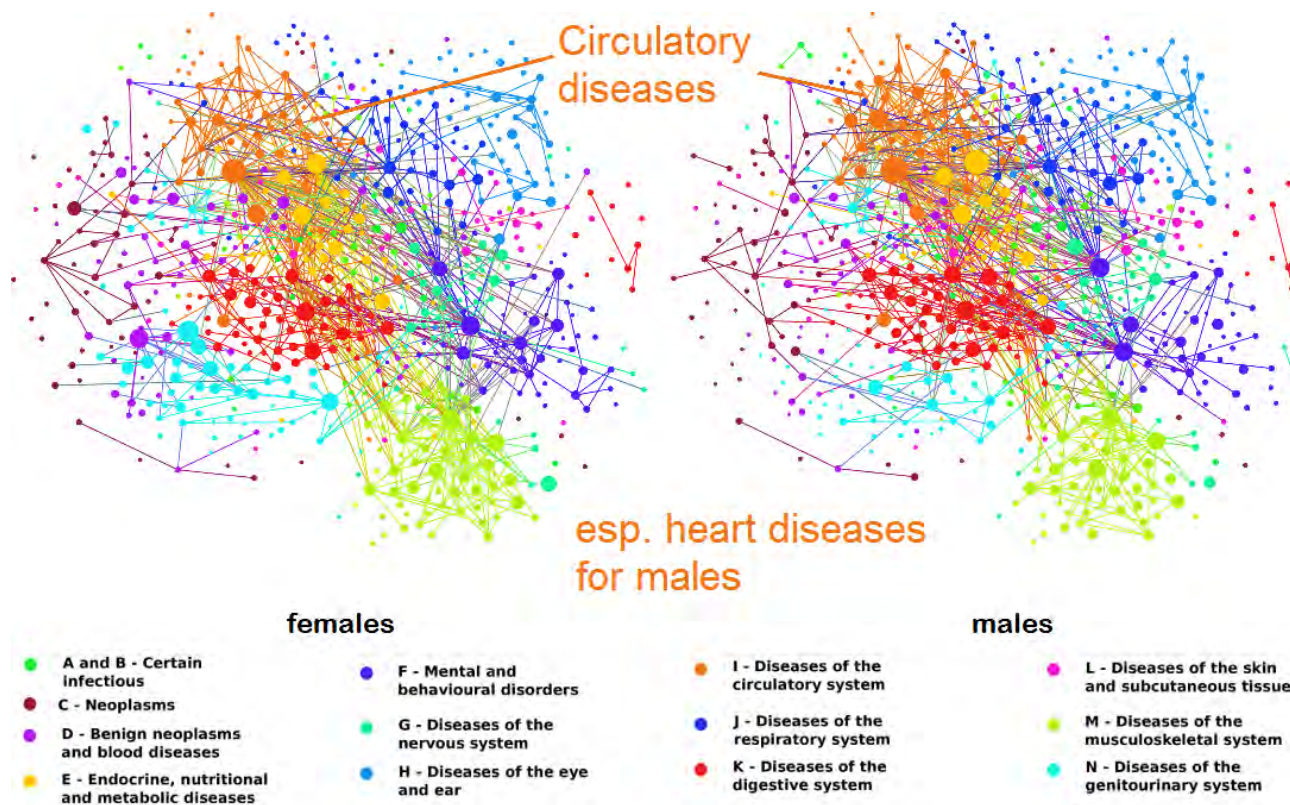 Circulatory
diseases
esp. heart diseases
for males
females
males
A and B - Certain
infectious
C - Neoplasms
D - Benign neoplasms
and blood diseases
E - Endocrine, nutritional
and metabolic diseases
F - Mental and
behavioural disorders
G - Diseases of the
nervous system
H - Diseases of the eye
and ear
I - Diseases of the
circulatory system
J - Diseases of the
respiratory system
K - Diseases of the
digestive system
L - Diseases of the skin
and subcutaneous tissue
M - Diseases of the
musculoskeletal system
N - Diseases of the
genitourinary system